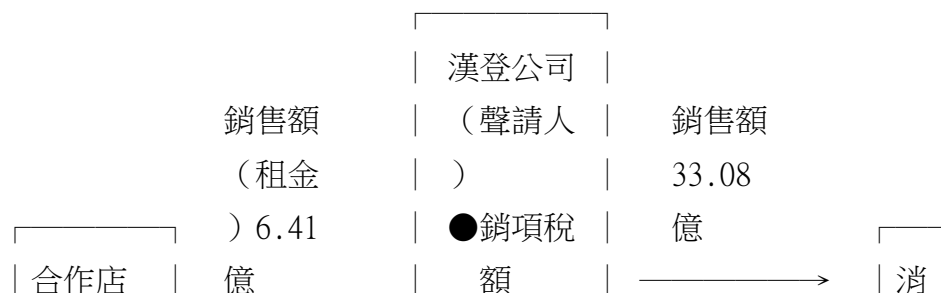 漢登公司
銷售額 （聲請人 銷售額
（租金 ） 33.08
）6.41 ●銷項稅 億
合作店 億 額 消